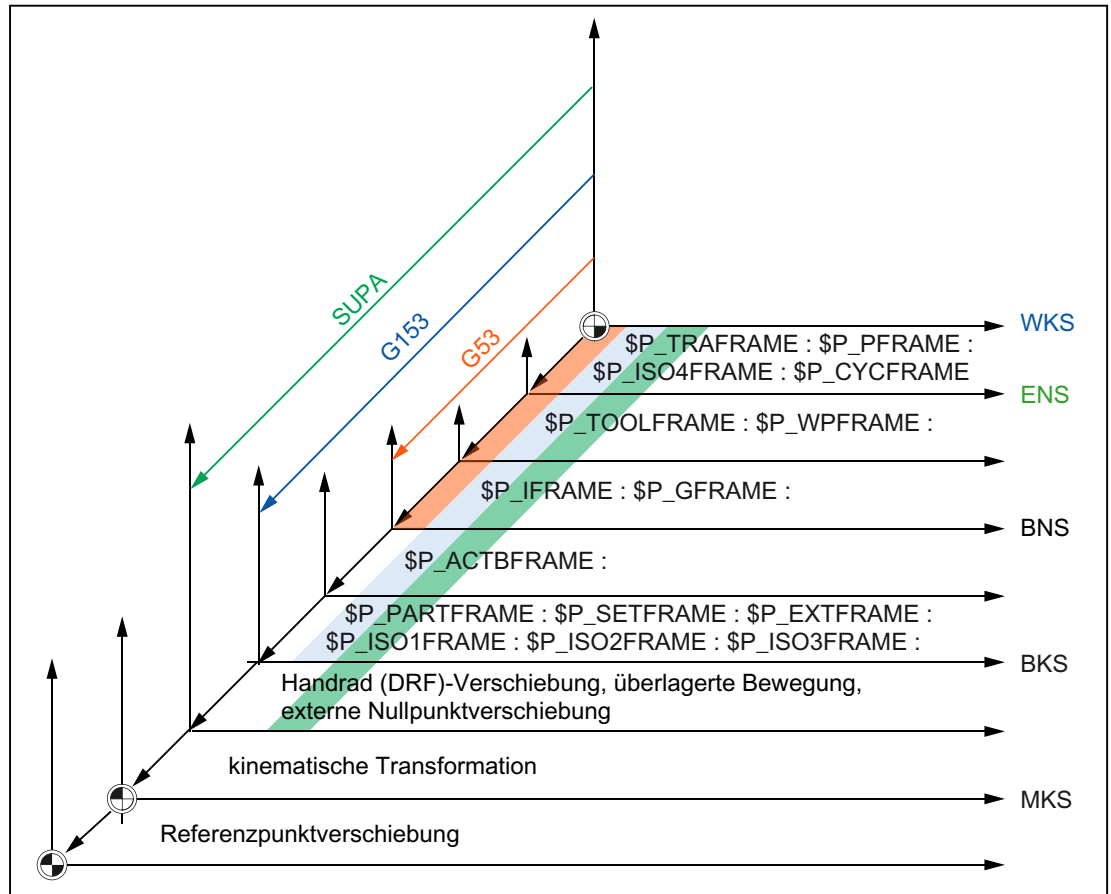 SUPA
G153
G53
WKS
$P_TRAFRAME : $P_PFRAME :
$P_ISO4FRAME : $P_CYCFRAME
ENS
$P_TOOLFRAME : $P_WPFRAME :
$P_IFRAME : $P_GFRAME :
BNS
$P_ACTBFRAME :
$P_PARTFRAME : $P_SETFRAME : $P_EXTFRAME :
$P_ISO1FRAME : $P_ISO2FRAME : $P_ISO3FRAME :
BKS
Handrad (DRF)-Verschiebung, überlagerte Bewegung,
externe Nullpunktverschiebung
kinematische Transformation
MKS
Referenzpunktverschiebung